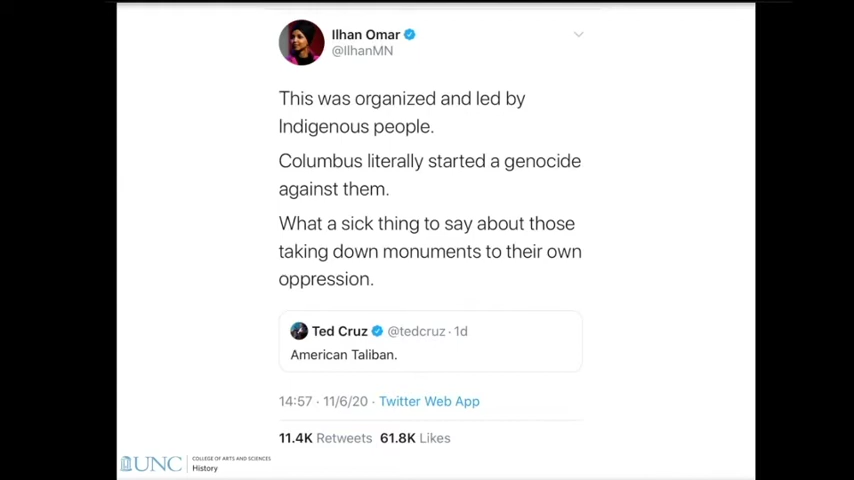 Ilhan Omar
@IlhanMN
This was organized and led by
Indigenous people.
Columbus literally started a genocide
against them.
What a sick thing to say about those
taking down monuments to their own
oppression.
Ted Cruz @tedcruz · 1d
American Taliban.
14:57 · 11/6/20 · Twitter Web App
11.4K Retweets 61.8K Likes
UNC COLLEGE OF ARTS AND SCIENCES
History